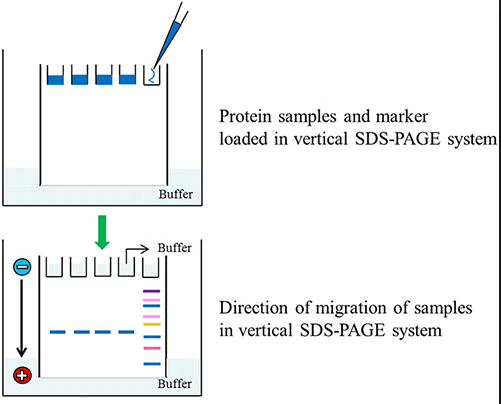 Protein samples and marker
loaded in vertical SDS-PAGE system
Buffer
Buffer
Direction of migration of samples
in vertical SDS-PAGE system
Buffer